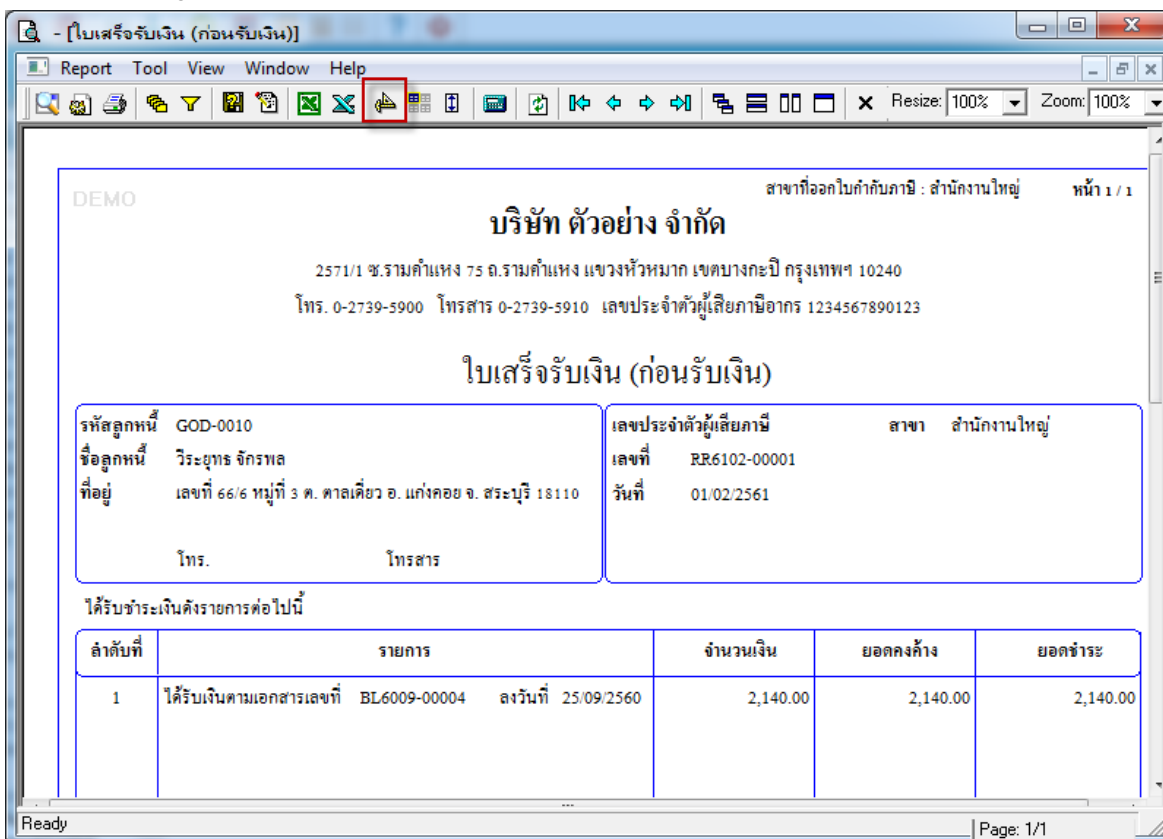 - [ใบเสร็จรับเงิน (ก่อนรับเงิน)]
Report Tool View Window Help
Resize: 100% Zoom: 100%
DEMO
สาขาที่ออกใบกำกับภาษี : สำนักงานใหญ่ หน้า 1 / 1
บริษัท ตัวอย่าง จำกัด
2571/1 ซ.รามคำแหง 75 ถ.รามคำแหง แขวงหัวหมาก เขตบางกะปิ กรุงเทพฯ 10240
โทร. 0-2739-5900 โทรสาร 0-2739-5910 เลขประจำตัวผู้เสียภาษีอากร 1234567890123
ใบเสร็จรับเงิน (ก่อนรับเงิน)
รหัสลูกหนี้ GOD-0010
ชื่อลูกหนี้ วิระยุทธ จักรพล
ที่อยู่ เลขที่ 66/6 หมู่ที่ 3 ต. ตาลเดี่ยว อ. แก่งคอย จ. สระบุรี 18110
โทร. โทรสาร
เลขประจำตัวผู้เสียภาษี สาขา สำนักงานใหญ่
เลขที่ RR6102-00001
วันที่ 01/02/2561
ได้รับชำระเงินดังรายการต่อไปนี้
ลำดับที่ รายการ จำนวนเงิน ยอดคงค้าง ยอดชำระ
1 ได้รับเงินตามเอกสารเลขที่ BL6009-00004 ลงวันที่ 25/09/2560 2,140.00 2,140.00 2,140.00
Ready Page: 1/1